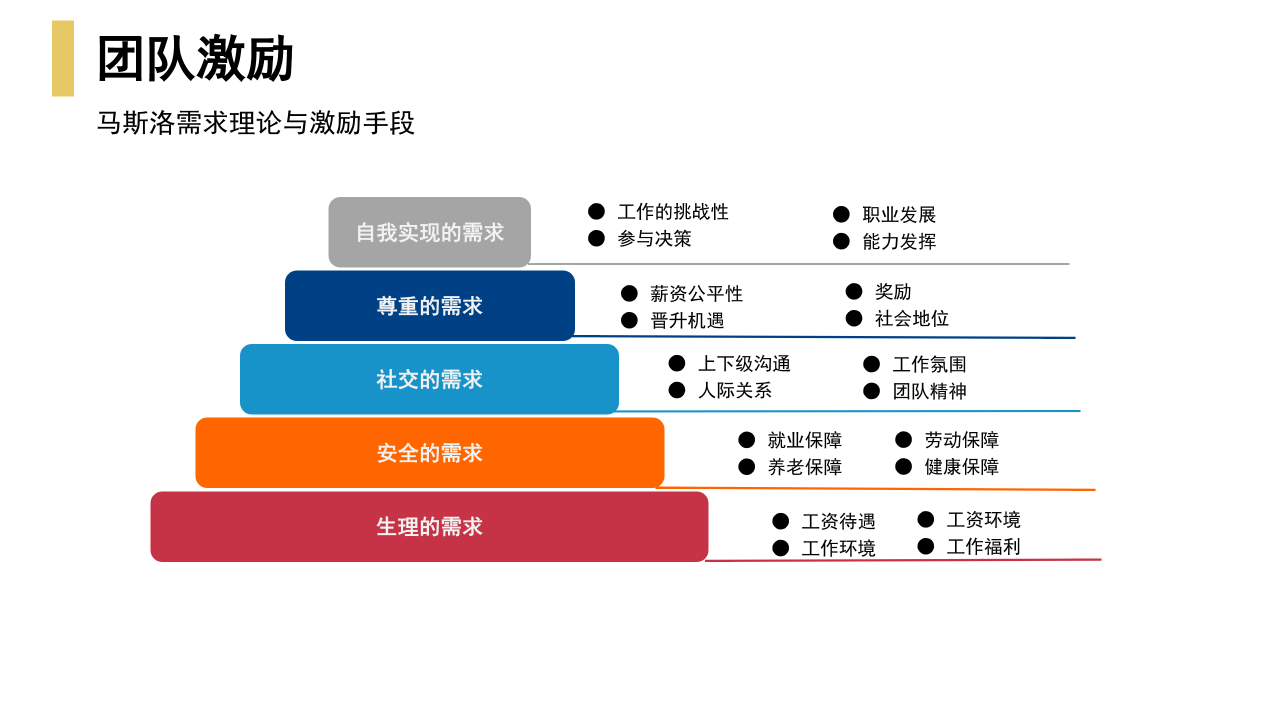 团队激励
马斯洛需求理论与激励手段
自我实现的需求
工作的挑战性
参与决策
职业发展
能力发挥
尊重的需求
薪资公平性
晋升机遇
奖励
社会地位
社交的需求
上下级沟通
人际关系
工作氛围
团队精神
安全的需求
就业保障
养老保障
劳动保障
健康保障
生理的需求
工资待遇
工作环境
工资环境
工作福利